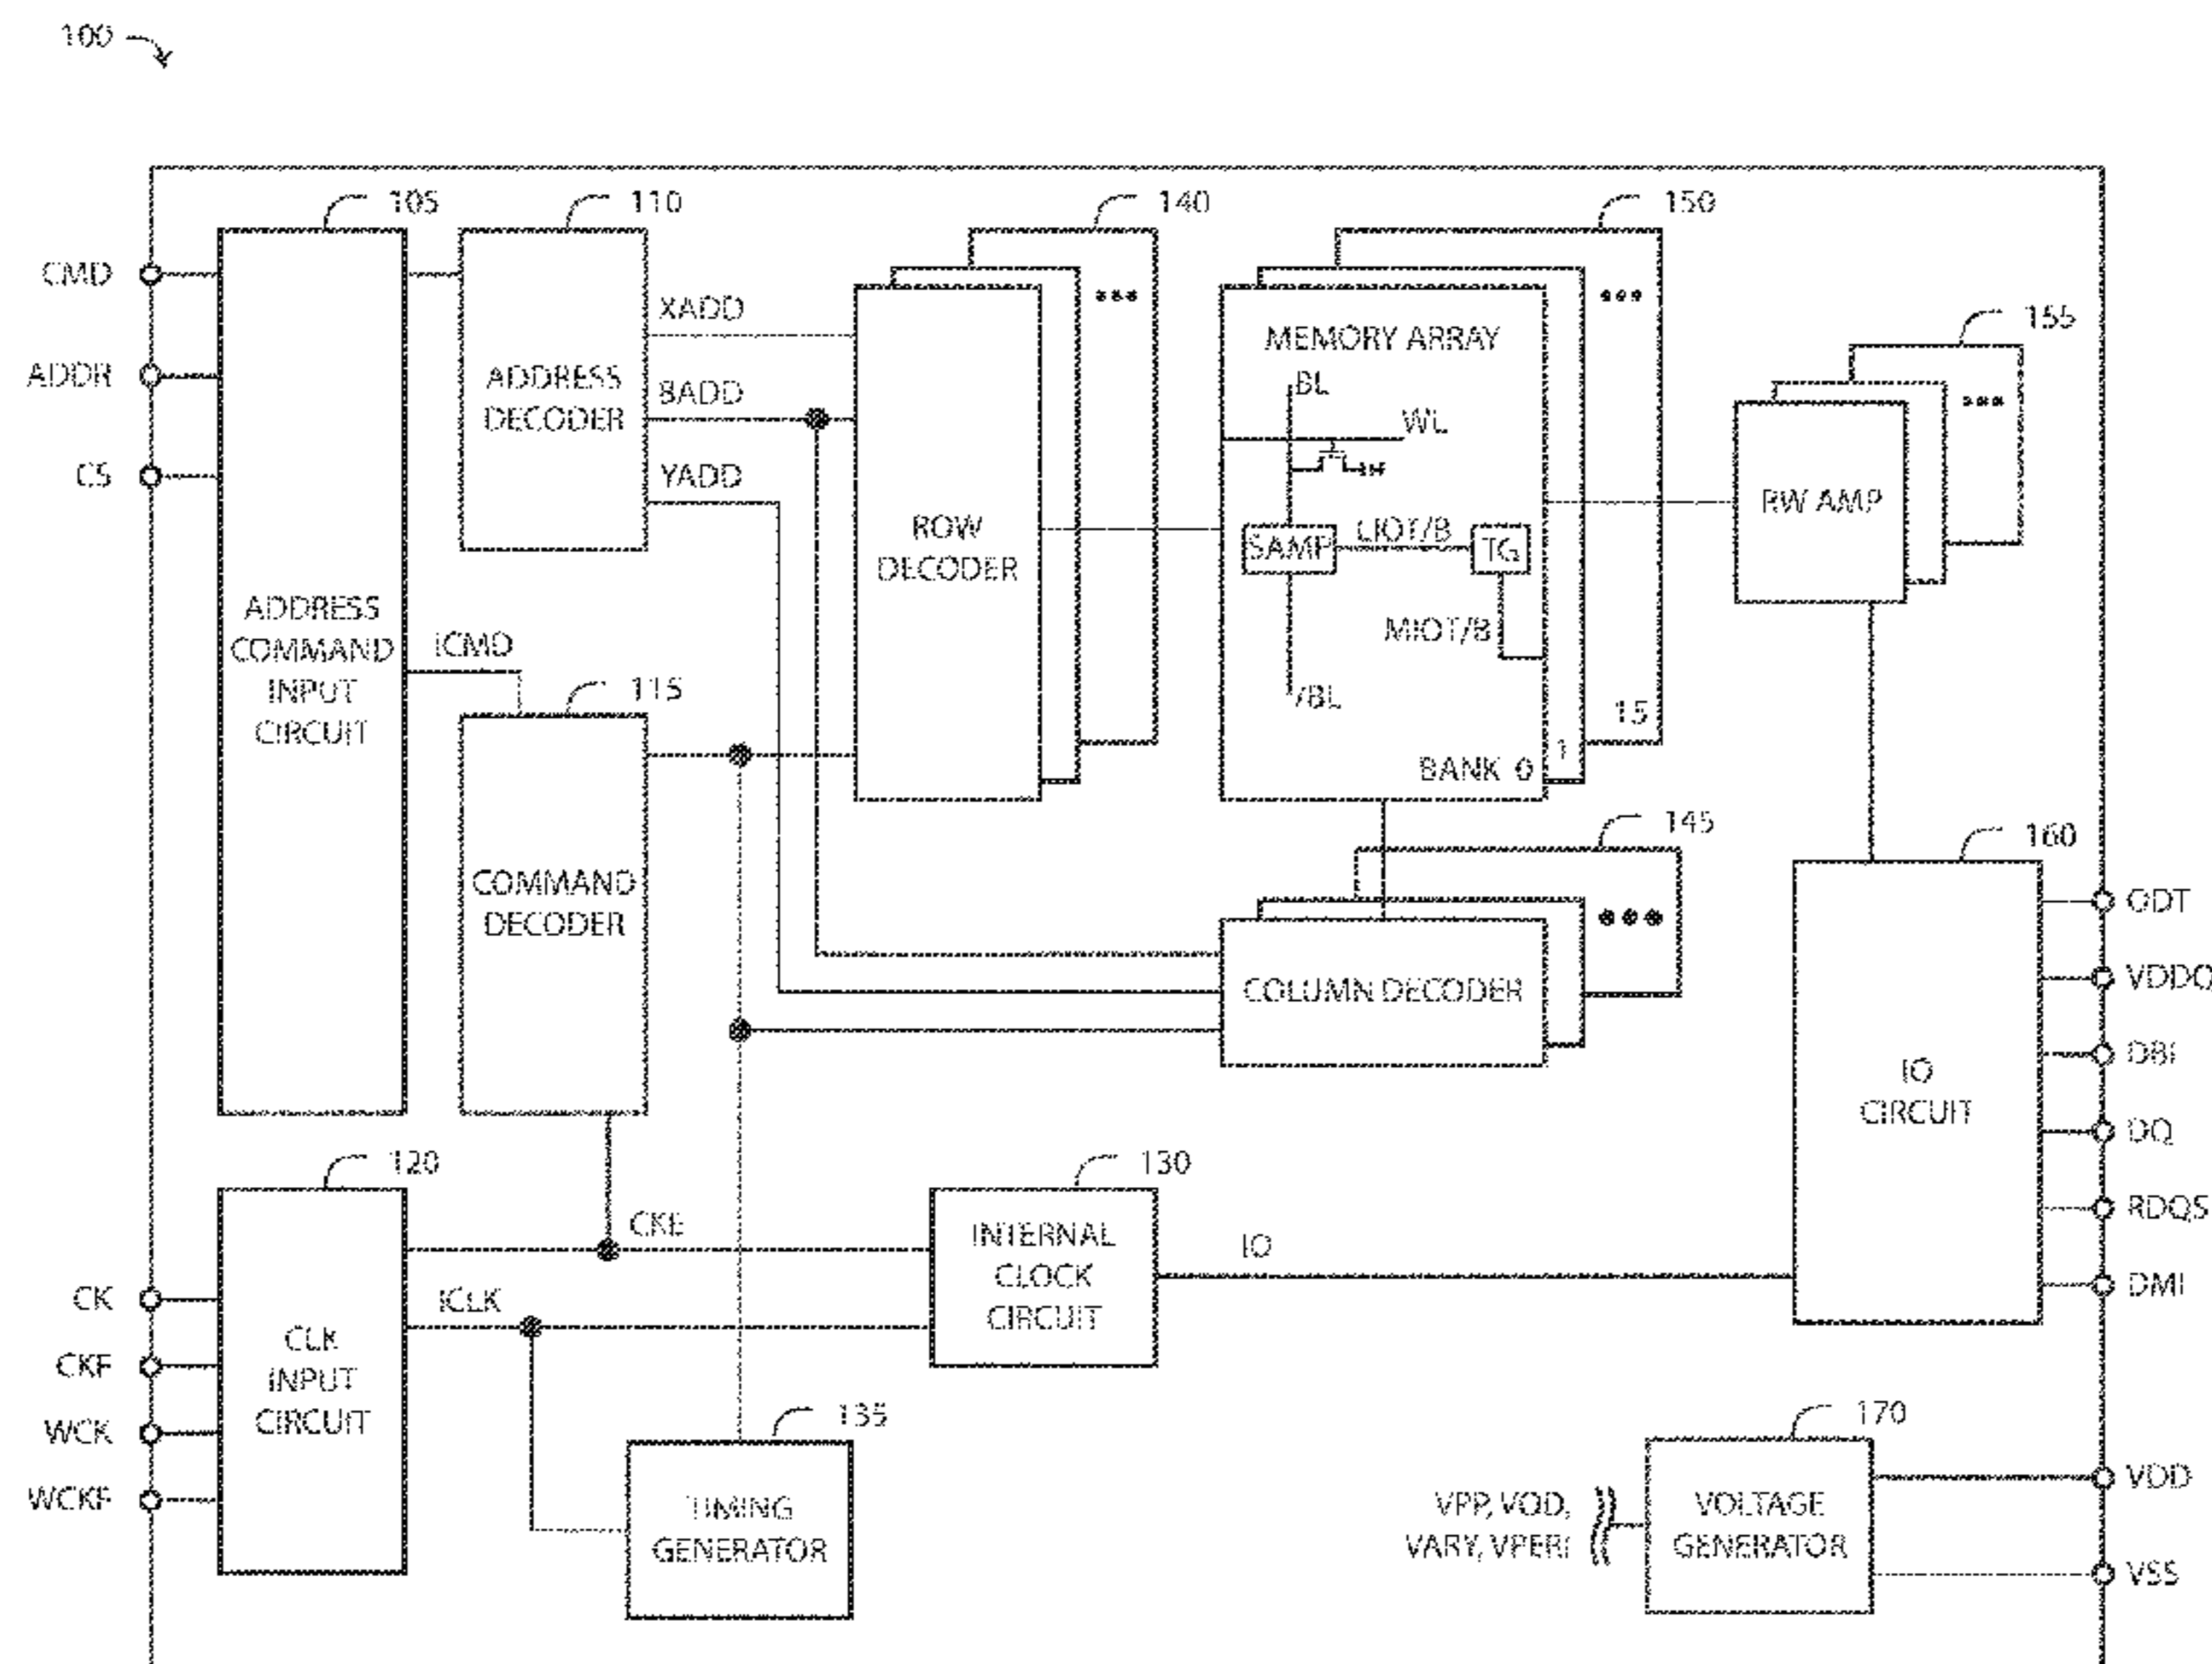 100
105
110
140
150
155
CMD
ADDR
CS
ADDRESS
COMMAND
INPUT
CIRCUIT
ADDRESS
DECODER
XADD
BADD
YADD
ICMD
115
COMMAND
DECODER
ROW
DECODER
MEMORY ARRAY
BL
WL
SAMP
LIOT/B
TG
MIOT/B
/BL
BANK 0
1
15
RW AMP
145
COLUMN DECODER
160
IO
CIRCUIT
ODT
VDDQ
DBI
DQ
RDQS
DMI
120
CK
CKF
WCK
WCKF
CLK
INPUT
CIRCUIT
CKE
ICLK
130
INTERNAL
CLOCK
CIRCUIT
IO
135
TIMING
GENERATOR
170
VPP, VOD,
VARY, VPERI
VOLTAGE
GENERATOR
VDD
VSS